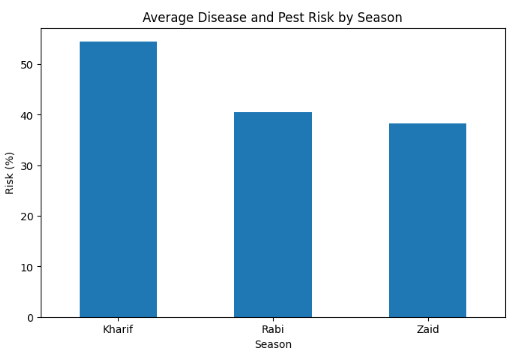 Average Disease and Pest Risk by Season
50
40
30
20
10
0
Risk (%)
Kharif Rabi Zaid
Season